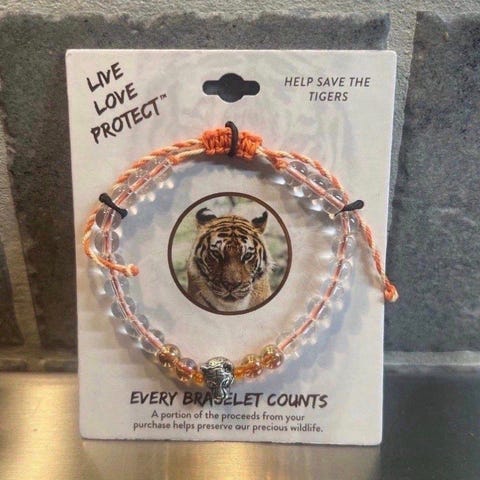 LIVE
LOVE
PROTECT™
HELP SAVE THE
TIGERS
EVERY BRACELET COUNTS
A portion of the proceeds from your
purchase helps preserve our precious wildlife.